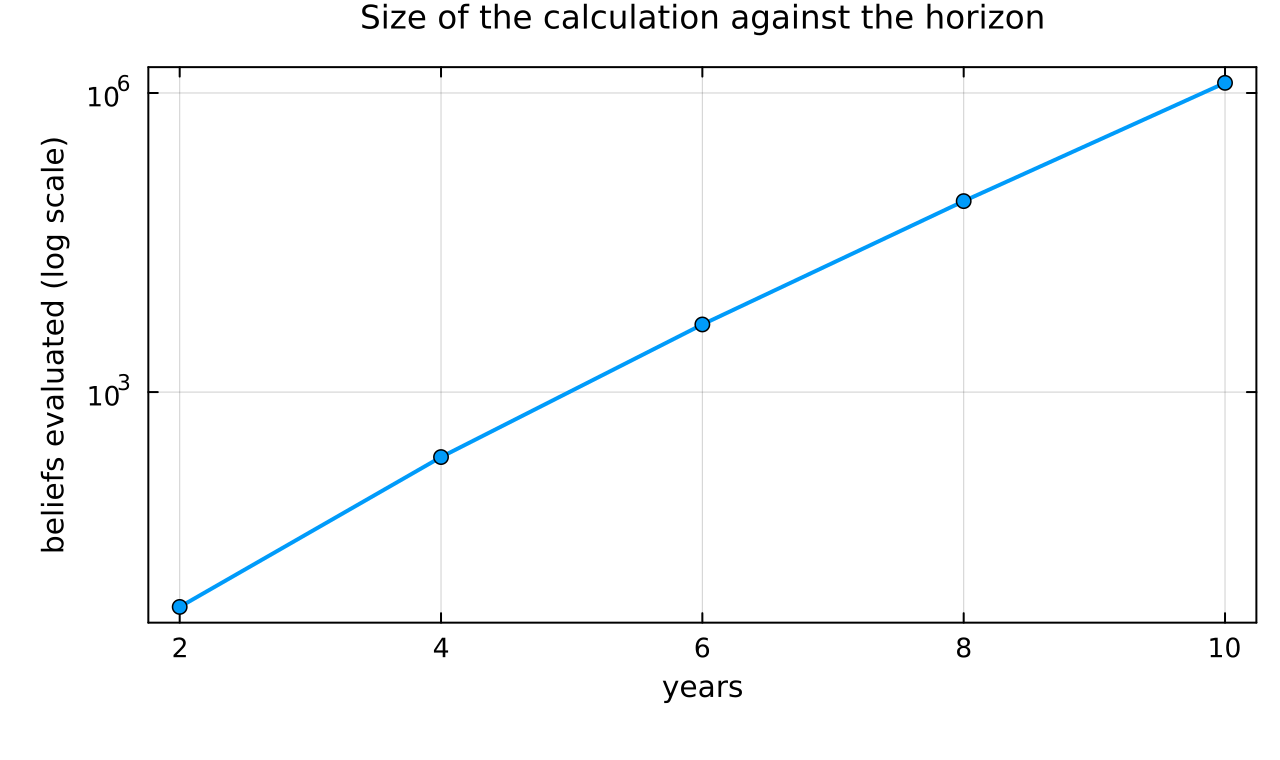 Size of the calculation against the horizon
10^6
10^3
beliefs evaluated (log scale)
2 4 6 8 10
years